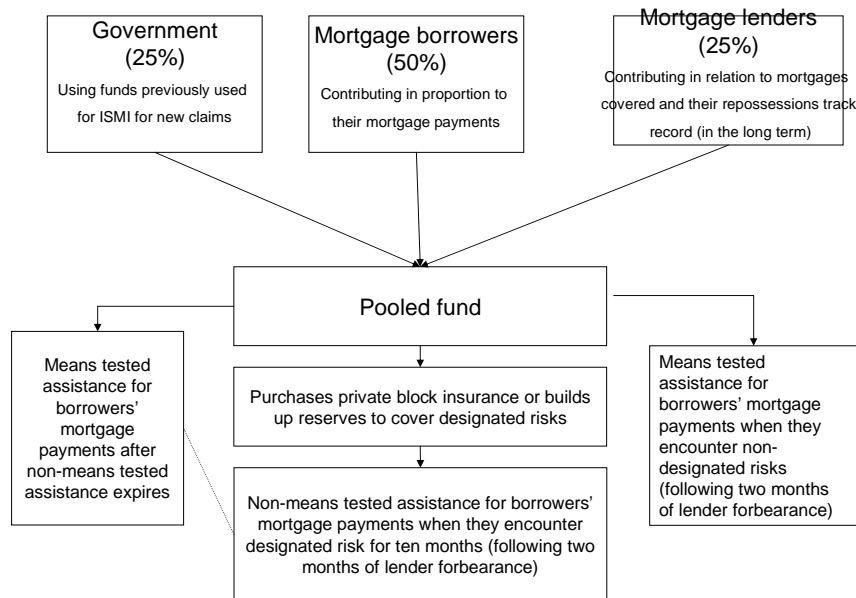 Government
(25%)
Using funds previously used
for ISMI for new claims
Mortgage borrowers
(50%)
Contributing in proportion to
their mortgage payments
Mortgage lenders
(25%)
Contributing in relation to mortgages
covered and their repossessions track
record (in the long term)
Pooled fund
Means tested
assistance for
borrowers’
mortgage
payments after
non-means tested
assistance expires
Purchases private block insurance or builds
up reserves to cover designated risks
Non-means tested assistance for borrowers’
mortgage payments when they encounter
designated risk for ten months (following two
months of lender forbearance)
Means tested
assistance for
borrowers’ mortgage
payments when they
encounter non-
designated risks
(following two months
of lender forbearance)